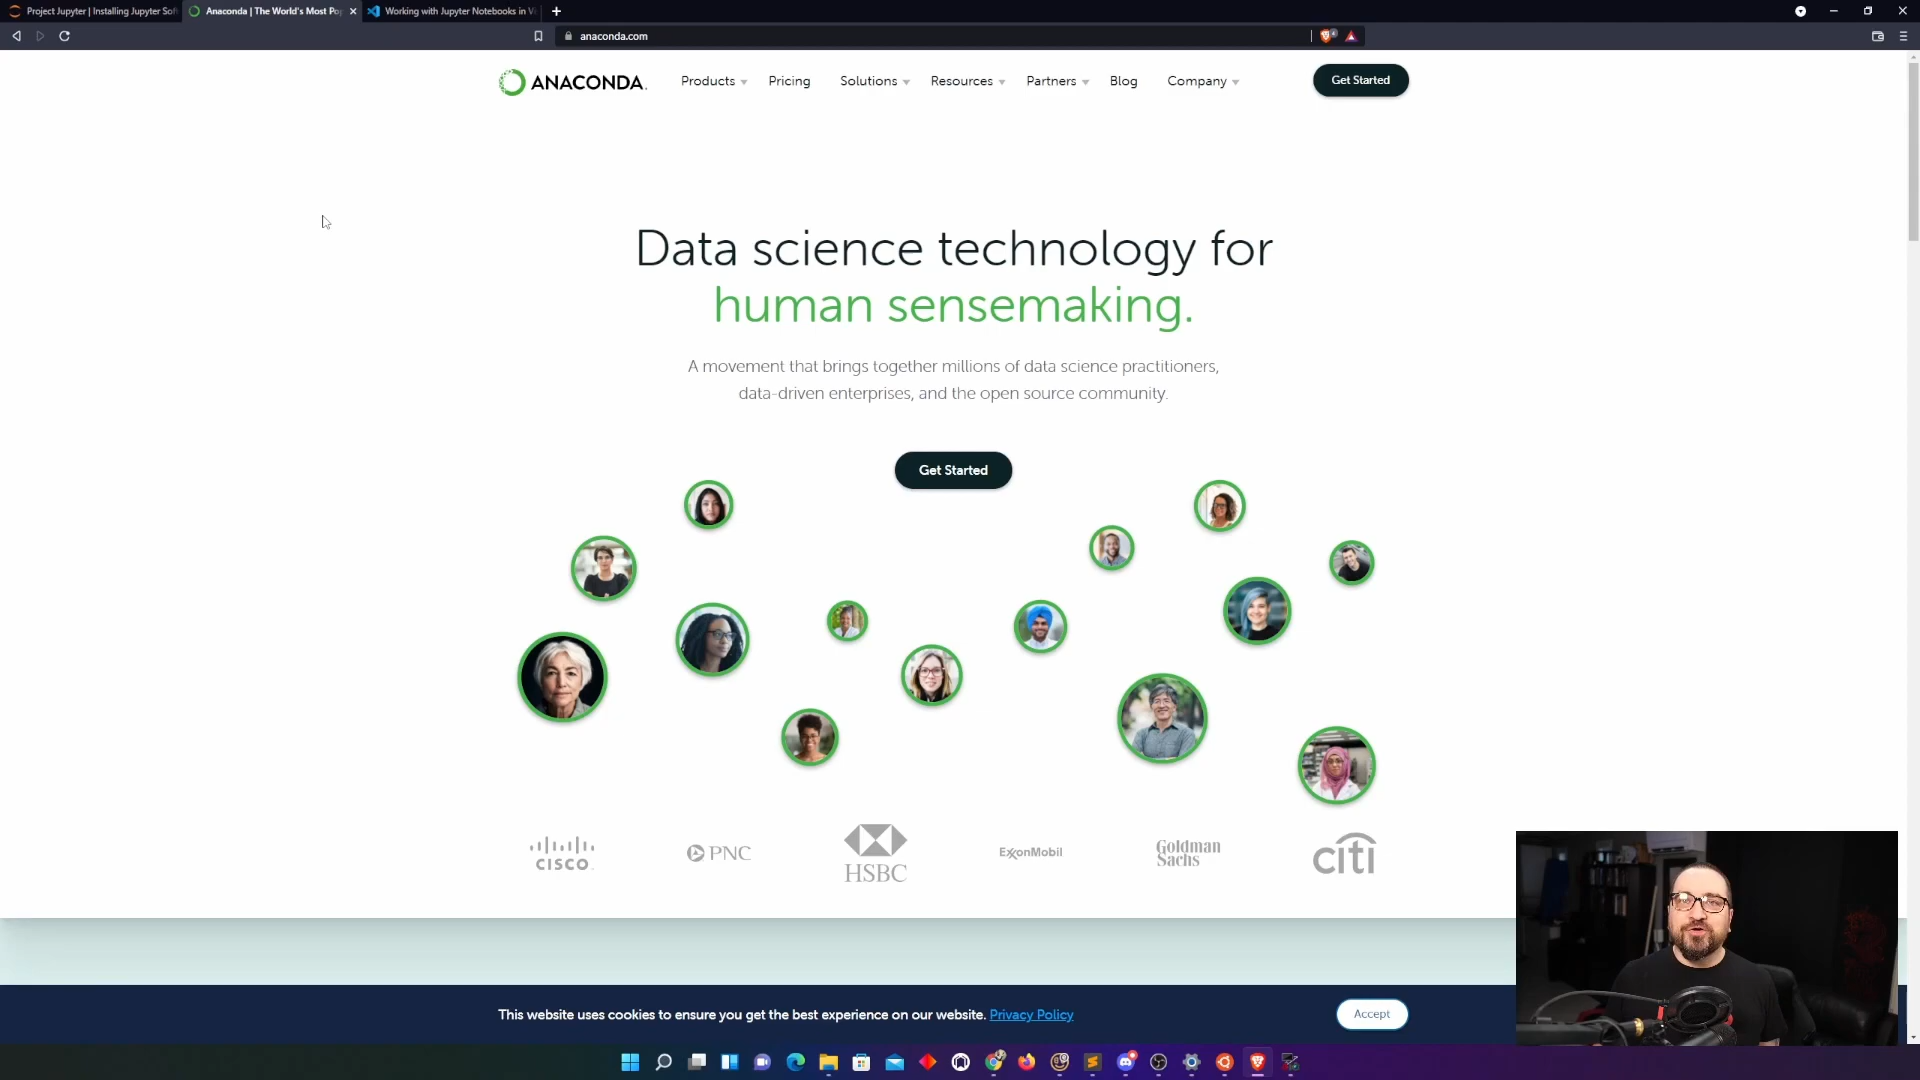 Project Jupyter | Installing Jupyter Sof
Anaconda | The World's Most Po
Working with Jupyter Notebooks in V
anaconda.com
ANACONDA.
Products
Pricing
Solutions
Resources
Partners
Blog
Company
Get Started
Data science technology for
human sensemaking.
A movement that brings together millions of data science practitioners,
data-driven enterprises, and the open source community.
Get Started
CISCO
PNC
HSBC
ExxonMobil
Goldman
Sachs
citi
This website uses cookies to ensure you get the best experience on our website. Privacy Policy
Accept